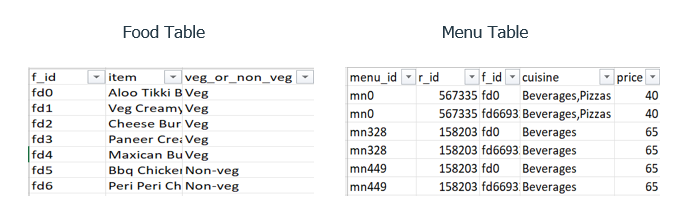 Food Table Menu Table
f_id item veg_or_non_veg
fd0 Aloo Tikki B Veg
fd1 Veg Creamy Veg
fd2 Cheese Bur Veg
fd3 Paneer Crea Veg
fd4 Maxican Bu Veg
fd5 Bbq Chicken Non-veg
fd6 Peri Peri Ch Non-veg
menu_id r_id f_id cuisine price
mn0 567335 fd0 Beverages,Pizzas 40
mn0 567335 fd6693 Beverages,Pizzas 40
mn328 158203 fd0 Beverages 65
mn328 158203 fd6693 Beverages 65
mn449 158203 fd0 Beverages 65
mn449 158203 fd6693 Beverages 65